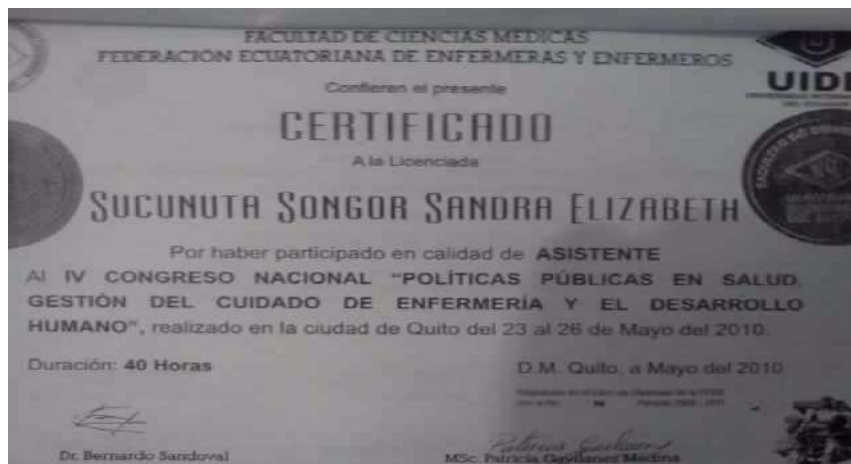 FACULTAD DE CIENCIAS MEDICAS
FEDERACION ECUATORIANA DE ENFERMERAS Y ENFERMEROS
UIDE
Confieren el presente
CERTIFICADO
A la Licenciada
SUCUNUTA SONGOR SANDRA ELIZABETH
Por haber participado en calidad de ASISTENTE
Al IV CONGRESO NACIONAL "POLÍTICAS PÚBLICAS EN SALUD,
GESTIÓN DEL CUIDADO DE ENFERMERÍA Y EL DESARROLLO
HUMANO", realizado en la ciudad de Quito del 23 al 26 de Mayo del 2010.
Duración: 40 Horas
D.M. Quito, a Mayo del 2010
Dr. Bernardo Sandoval
MSc. Patricia Gavilanes Medina